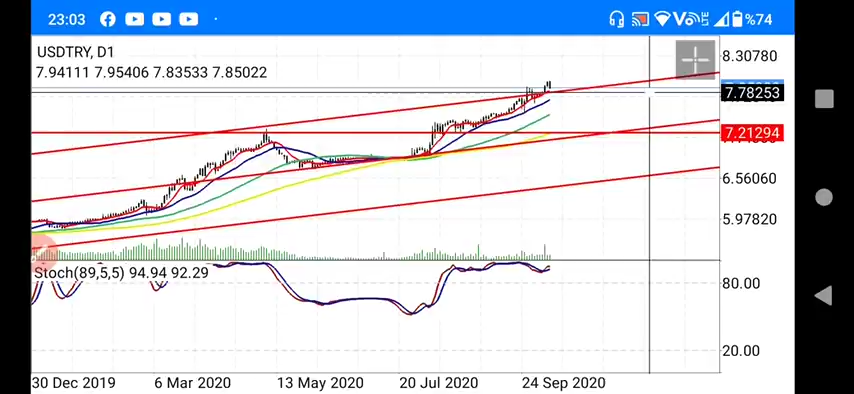 23:03
%74
USDTRY, D1
7.94111 7.95406 7.83533 7.85022
8.30780
7.78253
7.21294
6.56060
5.97820
Stoch(89,5,5) 94.94 92.29
80.00
20.00
30 Dec 2019 6 Mar 2020 13 May 2020 20 Jul 2020 24 Sep 2020